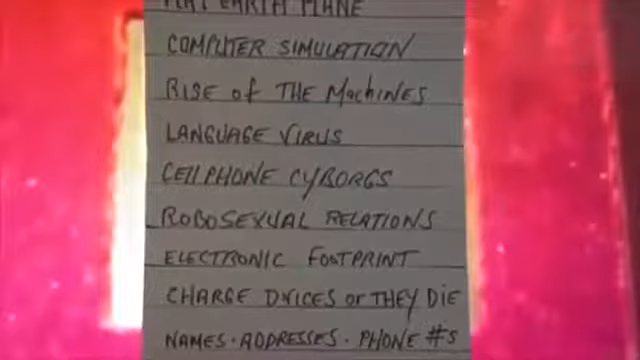 FLAT EARTH PLANE
COMPUTER SIMULATION
RISE of THE MACHINES
LANGUAGE VIRUS
CELLPHONE CYBORGS
ROBOSEXUAL RELATIONS
ELECTRONIC FOOTPRINT
CHARGE DVICES or THEY DIE
NAMES · ADDRESSES · PHONE #S